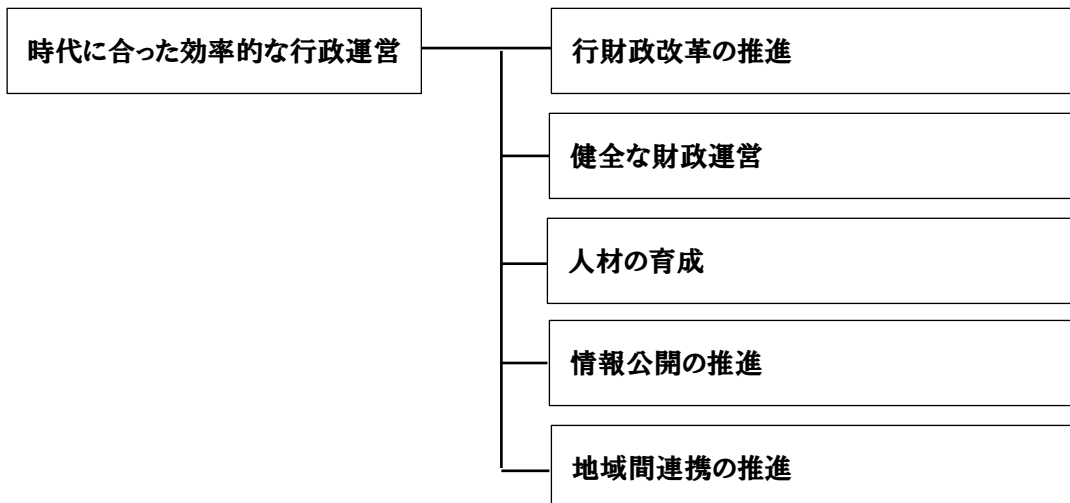 時代に合った効率的な行政運営
行財政改革の推進
健全な財政運営
人材の育成
情報公開の推進
地域間連携の推進